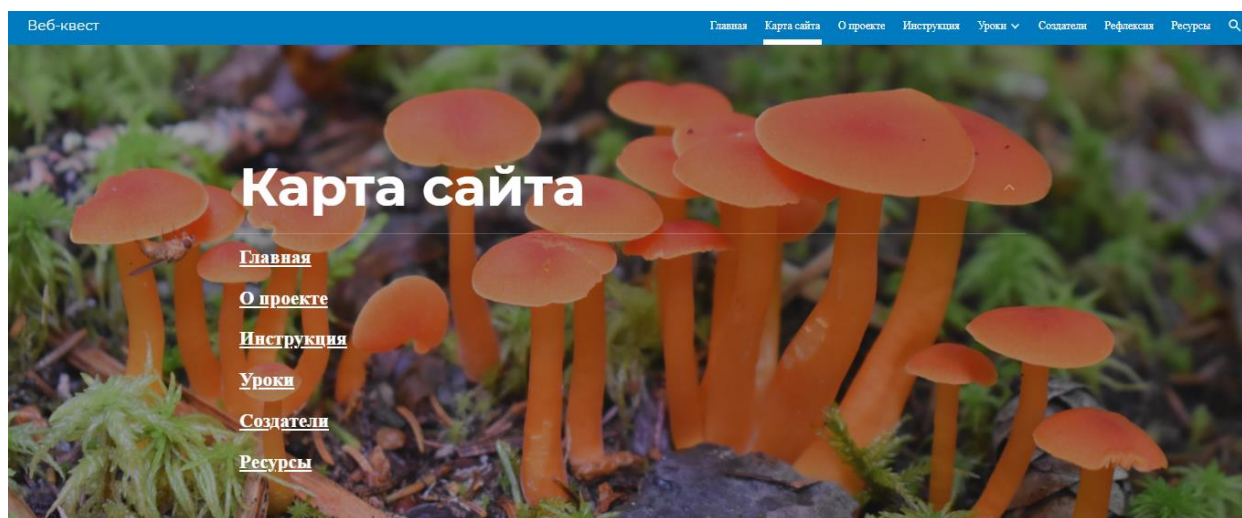 Веб-квест
Главная Карта сайта О проекте Инструкция Уроки Создатели Рефлексия Ресурсы
Карта сайта
Главная
О проекте
Инструкция
Уроки
Создатели
Ресурсы